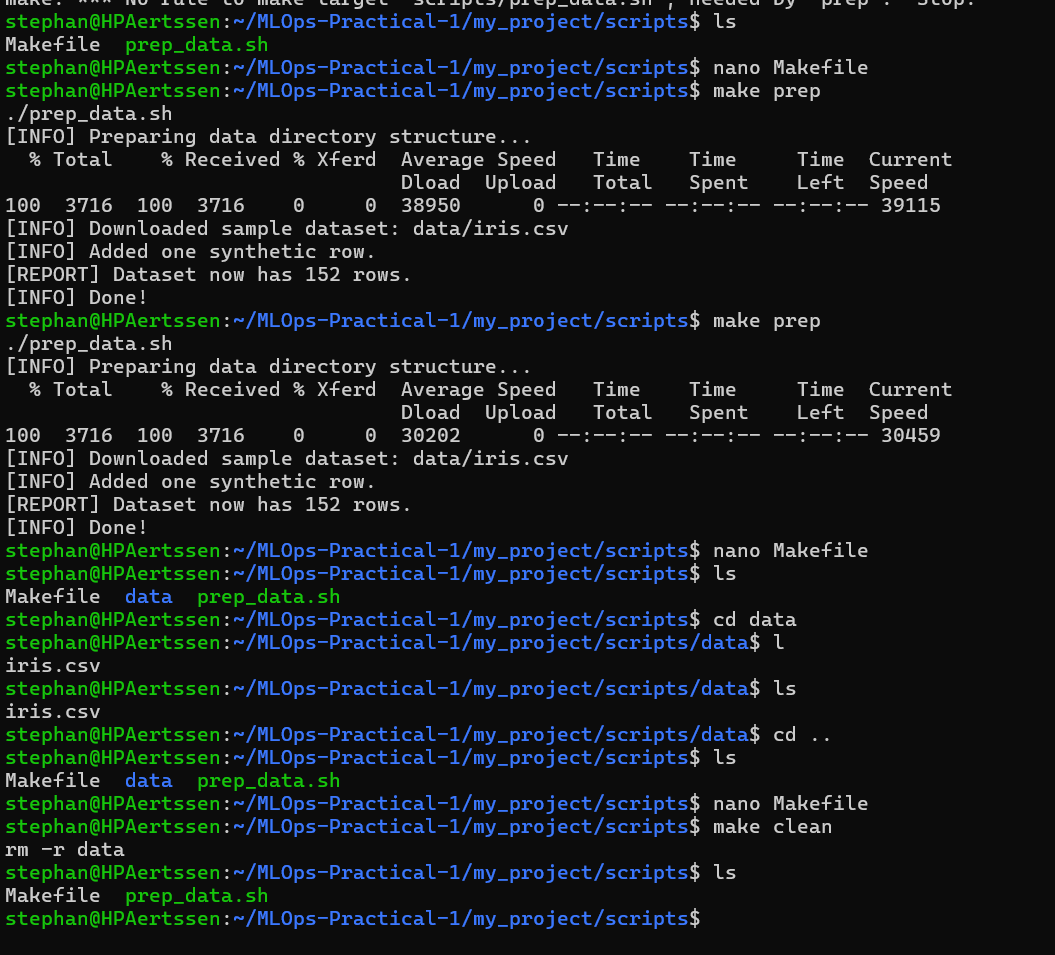 make: *** No rule to make target 'scripts/prep_data.sh', needed by 'prep'.  Stop.
stephan@HPAertssen:~/MLOps-Practical-1/my_project/scripts$ ls
Makefile  prep_data.sh
stephan@HPAertssen:~/MLOps-Practical-1/my_project/scripts$ nano Makefile
stephan@HPAertssen:~/MLOps-Practical-1/my_project/scripts$ make prep
./prep_data.sh
[INFO] Preparing data directory structure...
  % Total    % Received % Xferd  Average Speed   Time    Time     Time  Current
                                 Dload  Upload   Total   Spent    Left  Speed
100  3716  100  3716    0     0  38950      0 --:--:-- --:--:-- --:--:-- 39115
[INFO] Downloaded sample dataset: data/iris.csv
[INFO] Added one synthetic row.
[REPORT] Dataset now has 152 rows.
[INFO] Done!
stephan@HPAertssen:~/MLOps-Practical-1/my_project/scripts$ make prep
./prep_data.sh
[INFO] Preparing data directory structure...
  % Total    % Received % Xferd  Average Speed   Time    Time     Time  Current
                                 Dload  Upload   Total   Spent    Left  Speed
100  3716  100  3716    0     0  30202      0 --:--:-- --:--:-- --:--:-- 30459
[INFO] Downloaded sample dataset: data/iris.csv
[INFO] Added one synthetic row.
[REPORT] Dataset now has 152 rows.
[INFO] Done!
stephan@HPAertssen:~/MLOps-Practical-1/my_project/scripts$ nano Makefile
stephan@HPAertssen:~/MLOps-Practical-1/my_project/scripts$ ls
Makefile  data  prep_data.sh
stephan@HPAertssen:~/MLOps-Practical-1/my_project/scripts$ cd data
stephan@HPAertssen:~/MLOps-Practical-1/my_project/scripts/data$ l
iris.csv
stephan@HPAertssen:~/MLOps-Practical-1/my_project/scripts/data$ ls
iris.csv
stephan@HPAertssen:~/MLOps-Practical-1/my_project/scripts/data$ cd ..
stephan@HPAertssen:~/MLOps-Practical-1/my_project/scripts$ ls
Makefile  data  prep_data.sh
stephan@HPAertssen:~/MLOps-Practical-1/my_project/scripts$ nano Makefile
stephan@HPAertssen:~/MLOps-Practical-1/my_project/scripts$ make clean
rm -r data
stephan@HPAertssen:~/MLOps-Practical-1/my_project/scripts$ ls
Makefile  prep_data.sh
stephan@HPAertssen:~/MLOps-Practical-1/my_project/scripts$